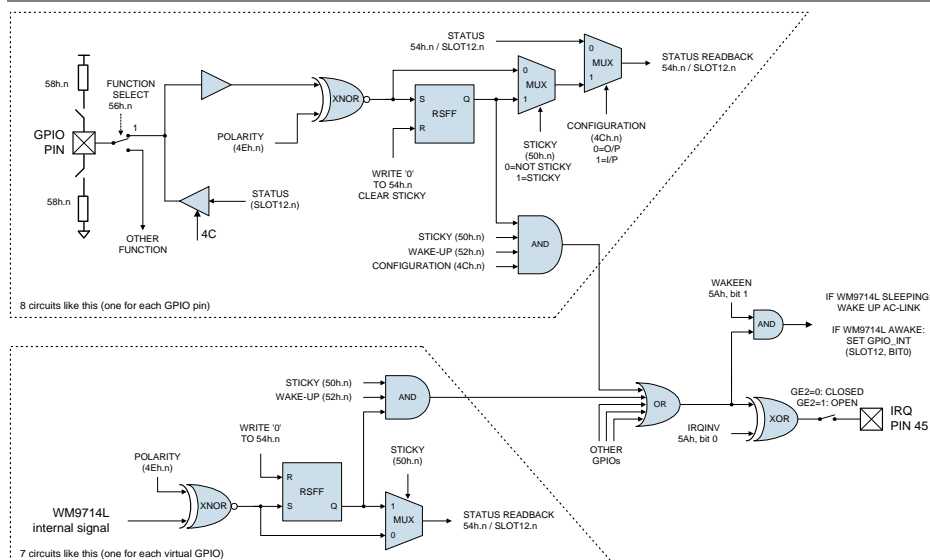 58h.n
FUNCTION
SELECT
56h.n
1
GPIO
PIN
58h.n
OTHER
FUNCTION
STATUS
(SLOT12.n)
4C
POLARITY
(4Eh.n)
XNOR
S
Q
RSFF
R
WRITE '0'
TO 54h.n
CLEAR STICKY
STATUS
54h.n / SLOT12.n
0
MUX
1
STICKY
(50h.n)
0=NOT STICKY
1=STICKY
0
MUX
1
CONFIGURATION
(4Ch.n)
0=O/P
1=I/P
STATUS READBACK
54h.n / SLOT12.n
STICKY (50h.n)
WAKE-UP (52h.n)
CONFIGURATION (4Ch.n)
AND
8 circuits like this (one for each GPIO pin)
WAKEEN
5Ah, bit 1
AND
IF WM9714L SLEEPING:
WAKE UP AC-LINK
IF WM9714L AWAKE:
SET GPIO_INT
(SLOT12, BIT0)
STICKY (50h.n)
WAKE-UP (52h.n)
AND
OR
OTHER
GPIOs
IRQINV
5Ah, bit 0
XOR
GE2=0: CLOSED
GE2=1: OPEN
IRQ
PIN 45
WRITE '0'
TO 54h.n
POLARITY
(4Eh.n)
WM9714L
internal signal
XNOR
R
RSFF
S
Q
STICKY
(50h.n)
1
MUX
0
STATUS READBACK
54h.n / SLOT12.n
7 circuits like this (one for each virtual GPIO)